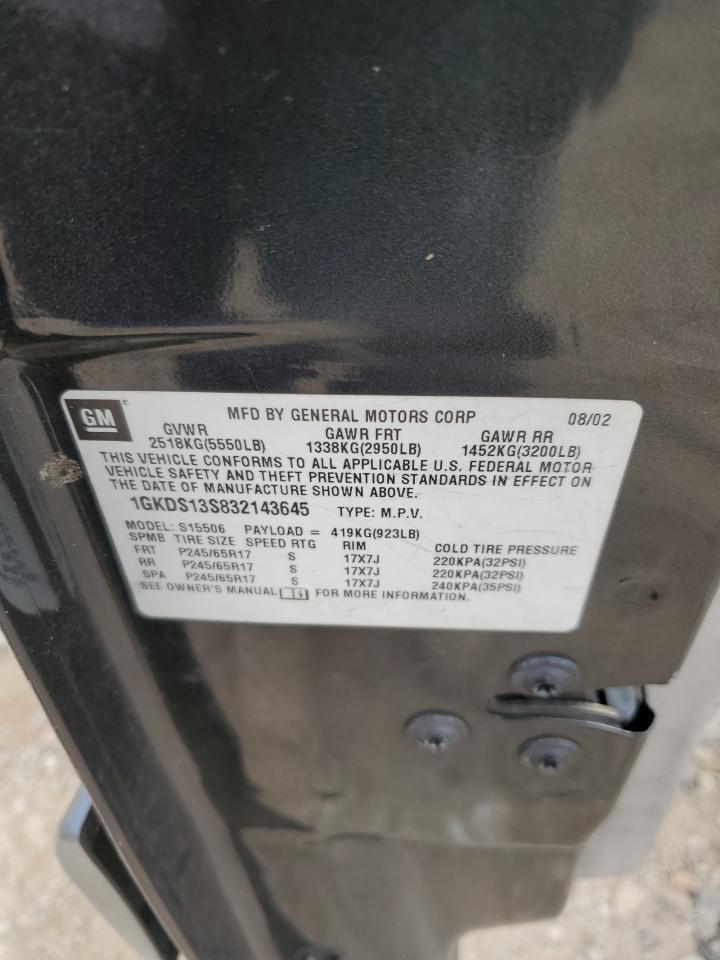 GM MFD BY GENERAL MOTORS CORP 08/02
GVWR GAWR FRT GAWR RR
2518KG(5550LB) 1338KG(2950LB) 1452KG(3200LB)
THIS VEHICLE CONFORMS TO ALL APPLICABLE U.S. FEDERAL MOTOR
VEHICLE SAFETY AND THEFT PREVENTION STANDARDS IN EFFECT ON
THE DATE OF MANUFACTURE SHOWN ABOVE.
1GKDS13S832143645 TYPE: M.P.V.
MODEL: S15506 PAYLOAD = 419KG(923LB)
SPMB TIRE SIZE SPEED RTG RIM COLD TIRE PRESSURE
FRT P245/65R17 S 17X7J 220KPA(32PSI)
RR P245/65R17 S 17X7J 220KPA(32PSI)
SPA P245/65R17 S 17X7J 240KPA(35PSI)
SEE OWNER'S MANUAL FOR MORE INFORMATION.